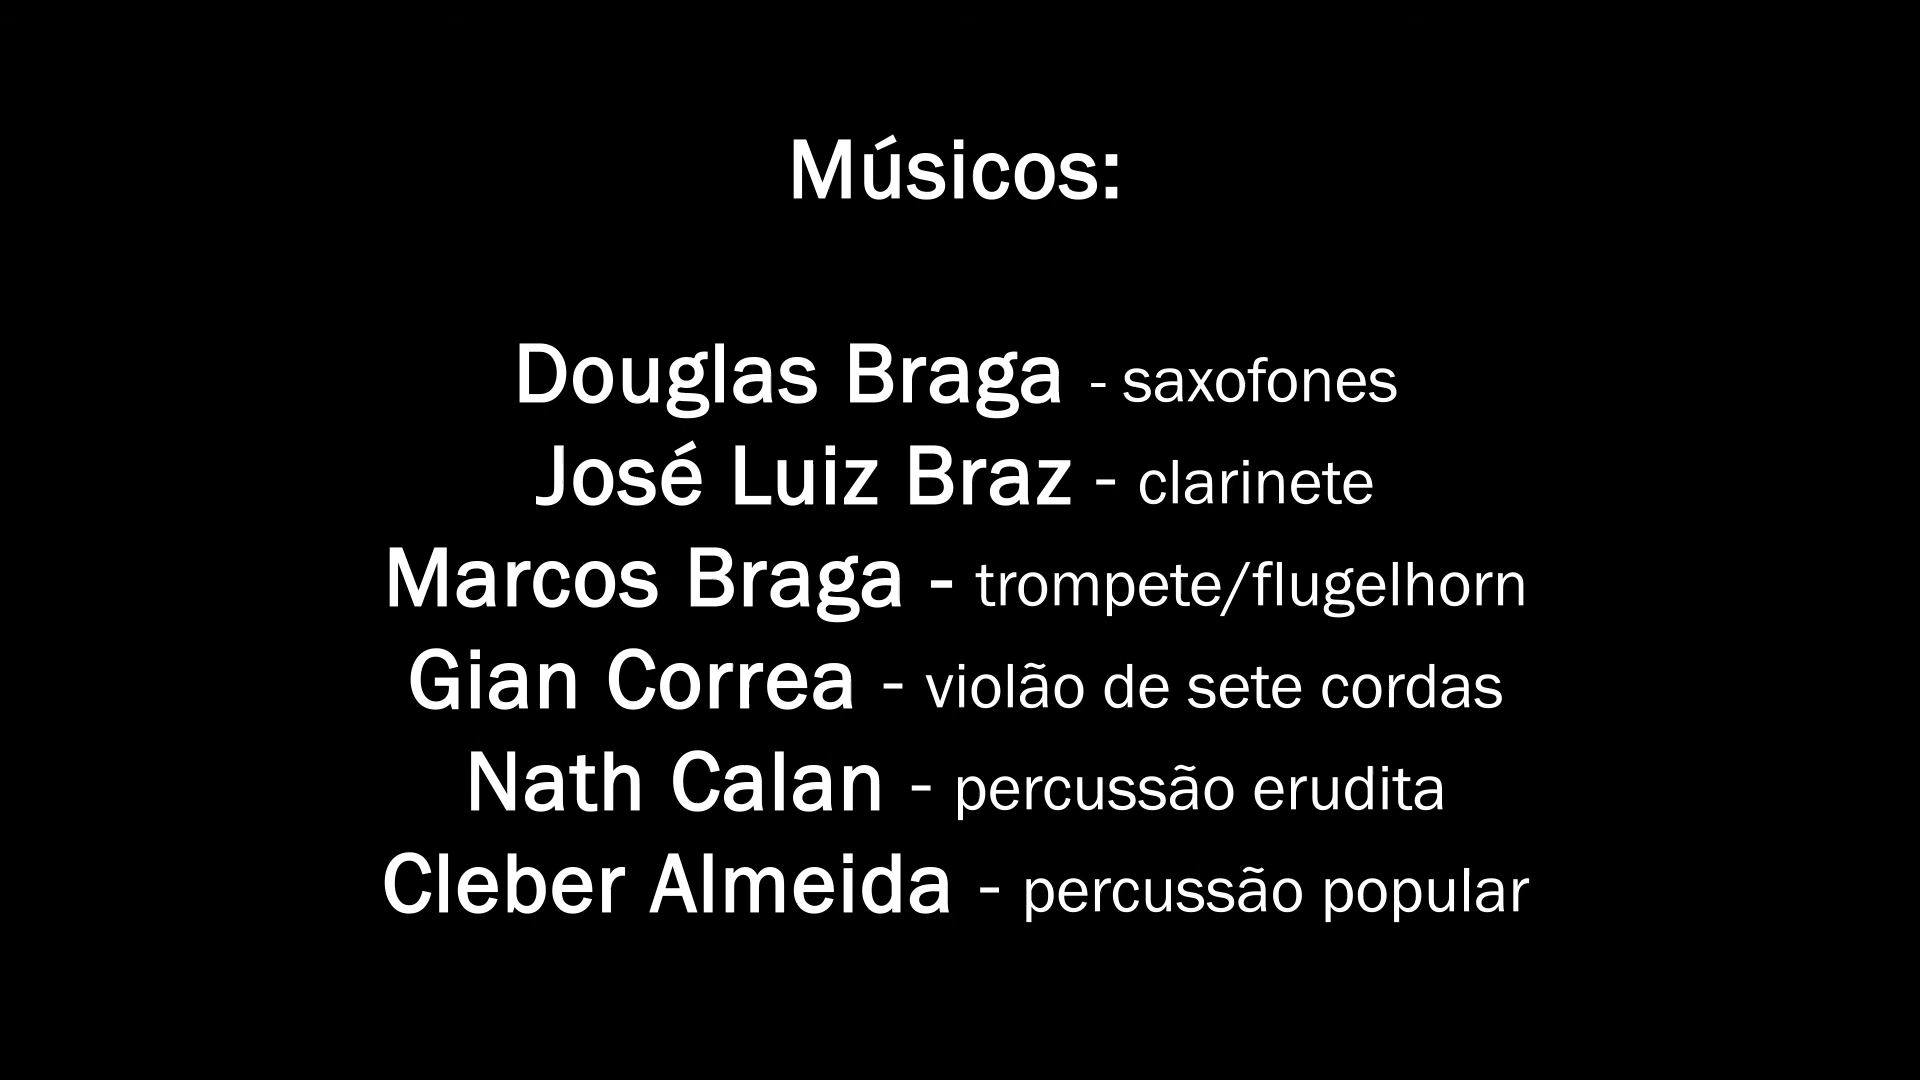 Músicos:
Douglas Braga - saxofones
José Luiz Braz - clarinete
Marcos Braga - trompete/flugelhorn
Gian Correa - violão de sete cordas
Nath Calan - percussão erudita
Cleber Almeida - percussão popular